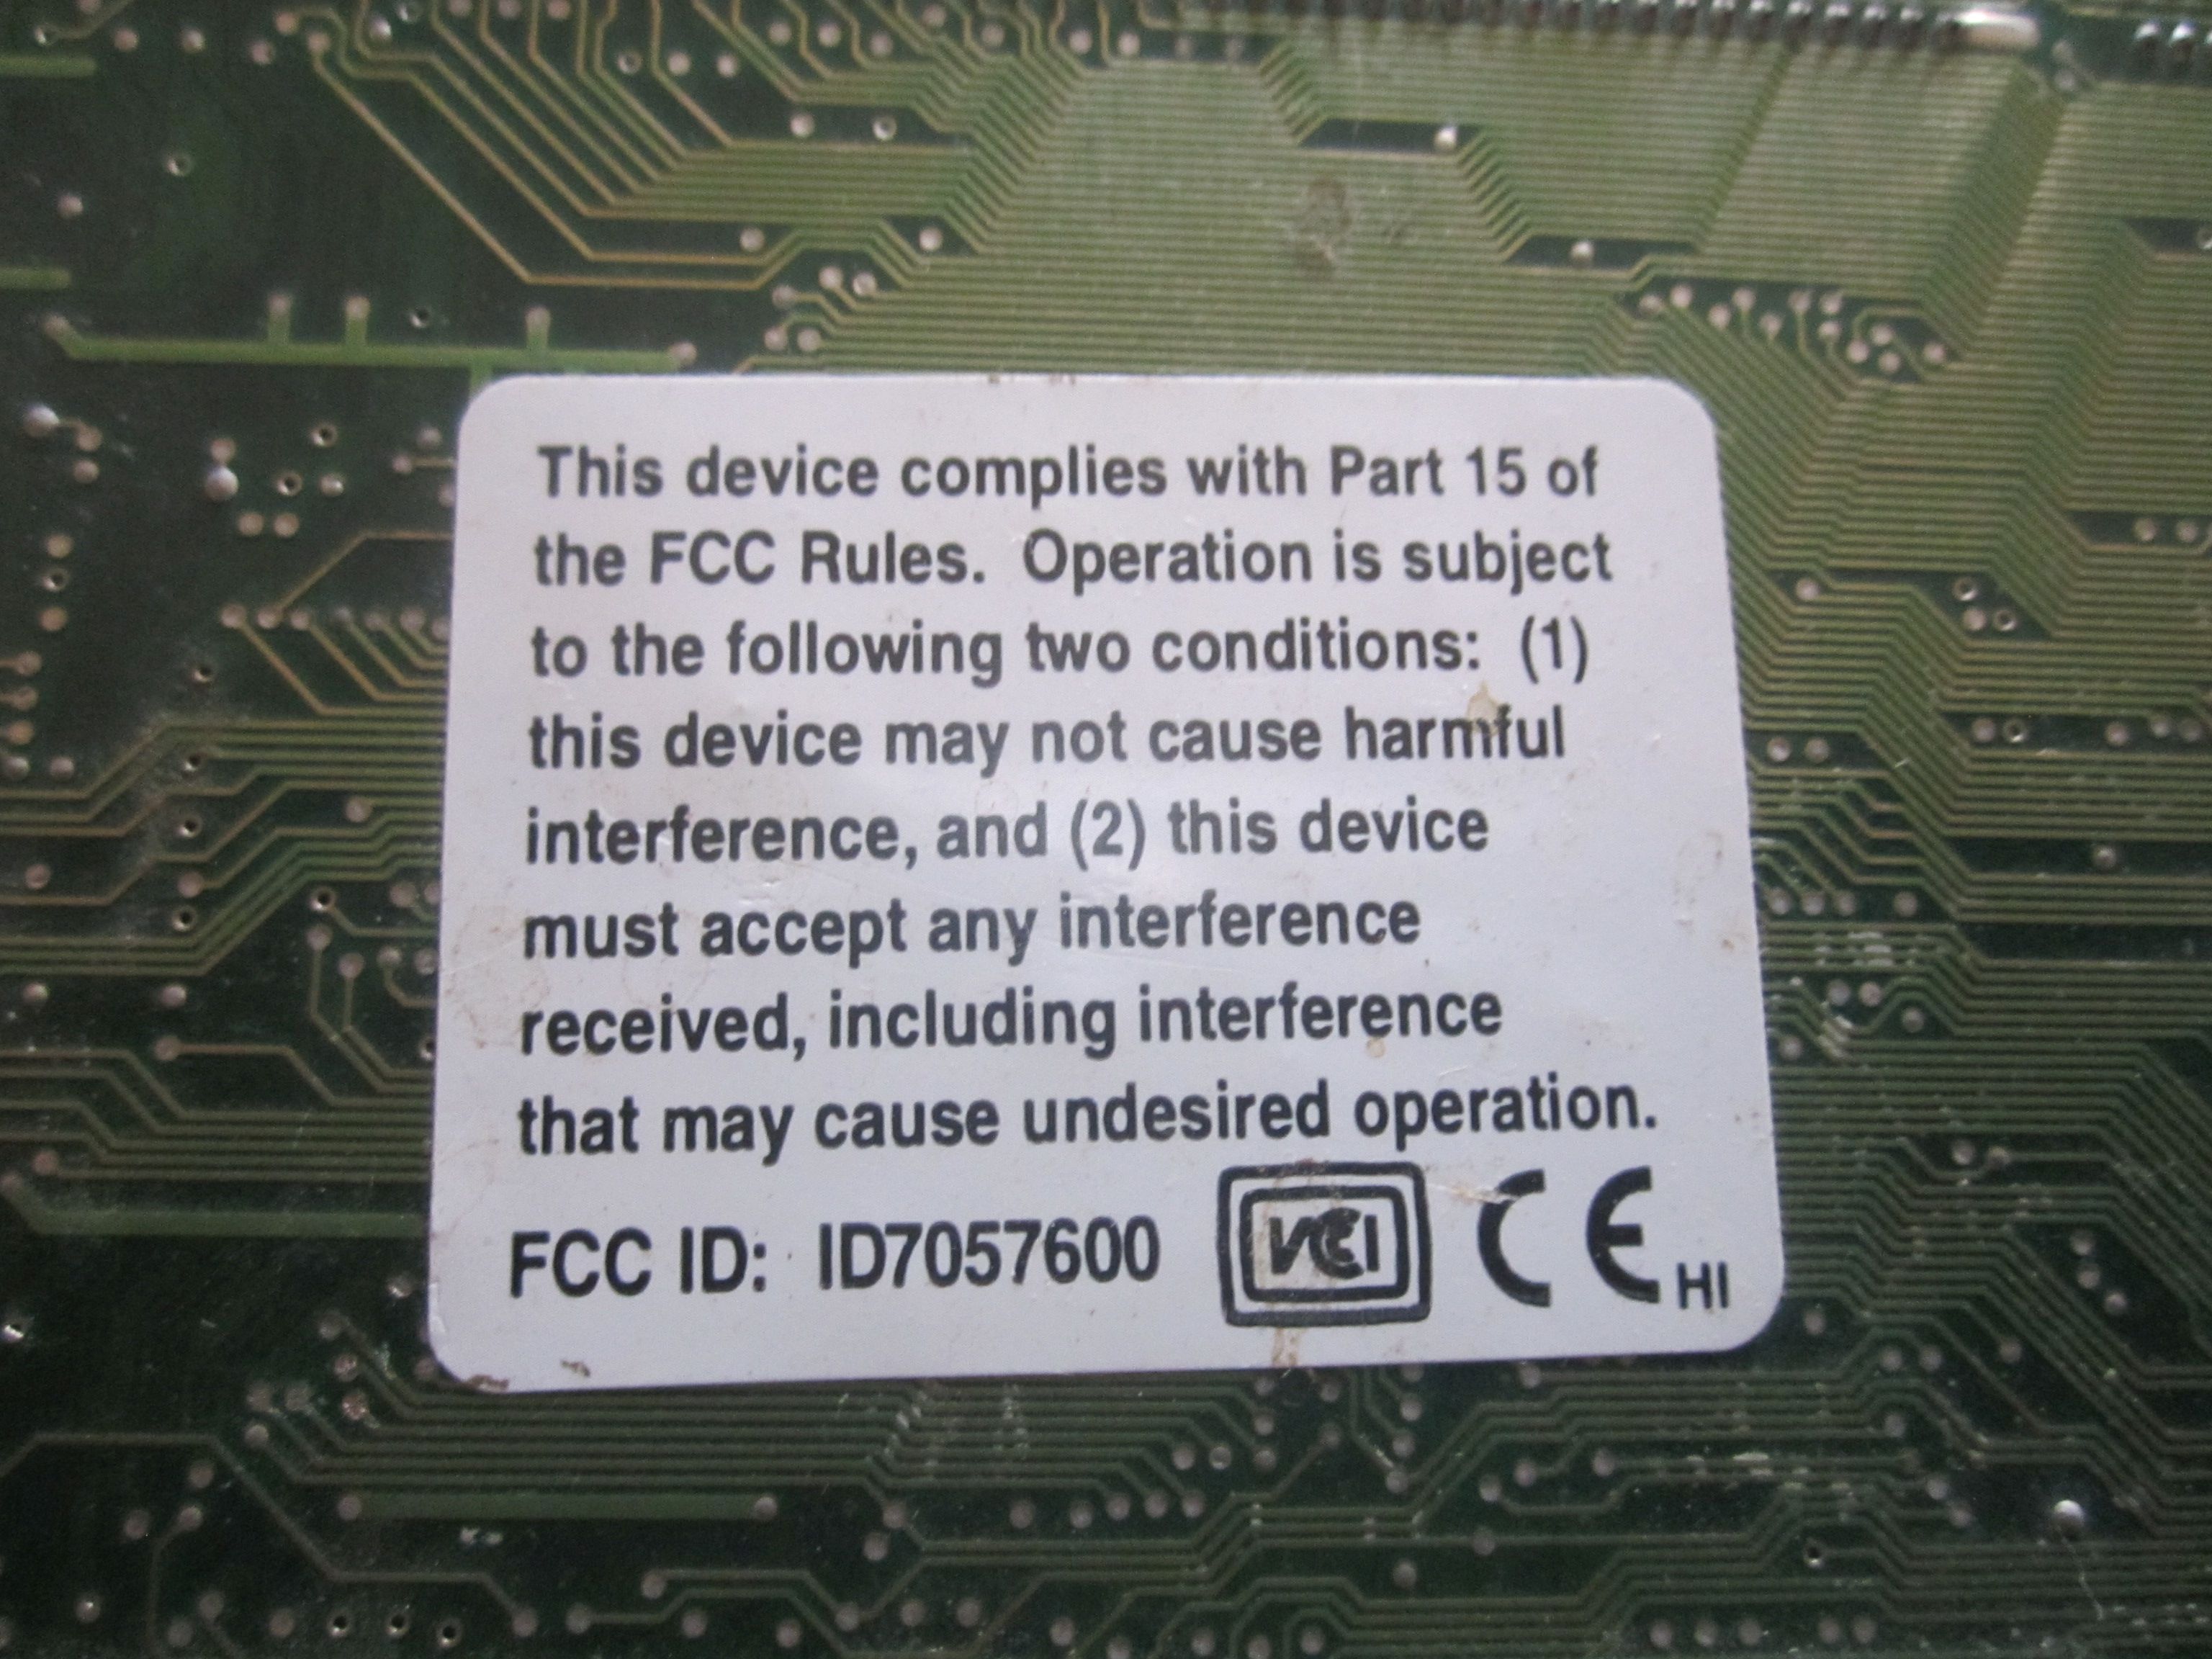 This device complies with Part 15 of
the FCC Rules. Operation is subject
to the following two conditions: (1)
this device may not cause harmful
interference, and (2) this device
must accept any interference
received, including interference
that may cause undesired operation.
FCC ID: ID7057600 VCI CE HI